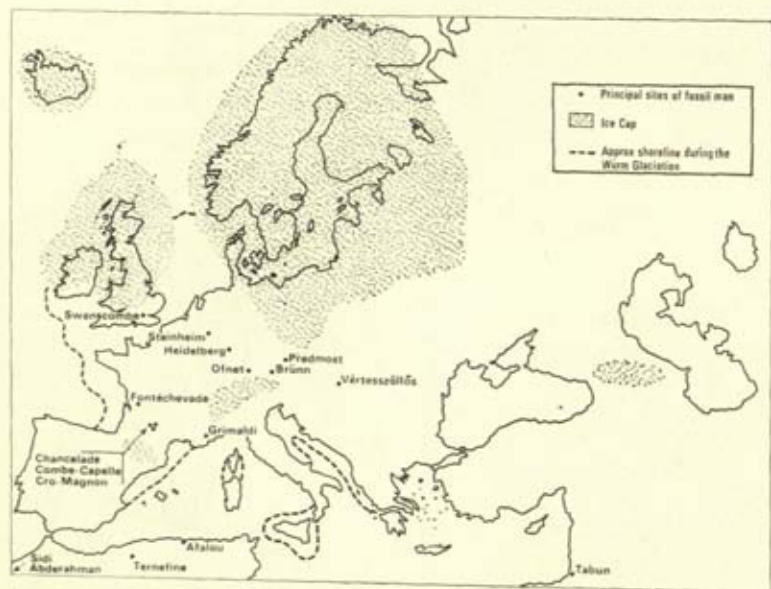 Principal sites of fossil man
Ice Cap
Approx shoreline during the
Würm Glaciation
Swanscombe
Steinheim
Heidelberg
Predmost
Ofnet
Brünn
Vértesszöllös
Fontéchevade
Grimaldi
Chancelade
Combe-Capelle
Cro-Magnon
Afalou
Sidi
Abderahman
Ternefine
Tabun